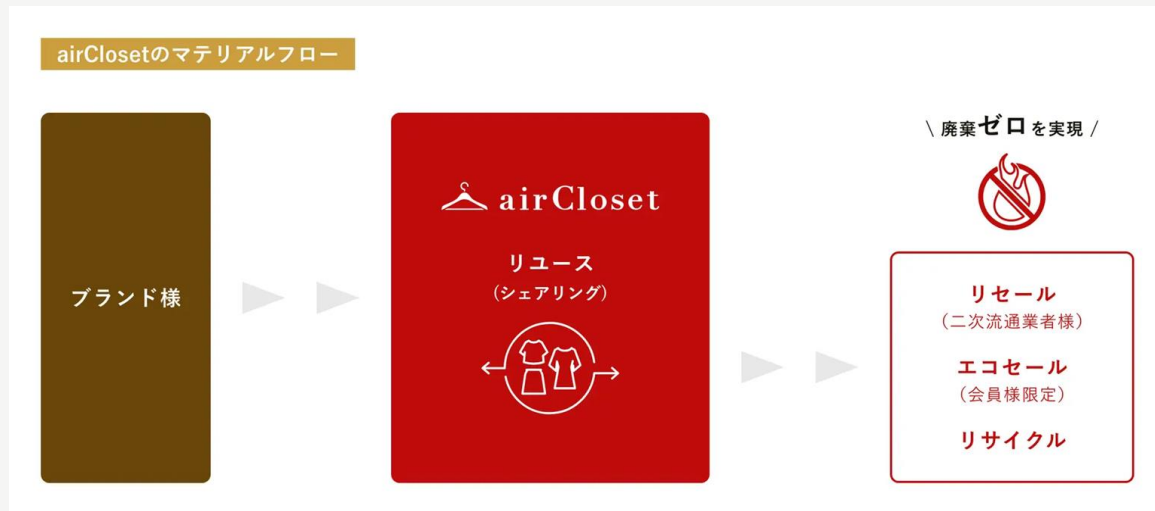 airClosetのマテリアルフロー
ブランド様
airCloset
リユース
(シェアリング)
\ 廃棄ゼロを実現 /
リセール
(二次流通業者様)
エコセール
(会員様限定)
リサイクル